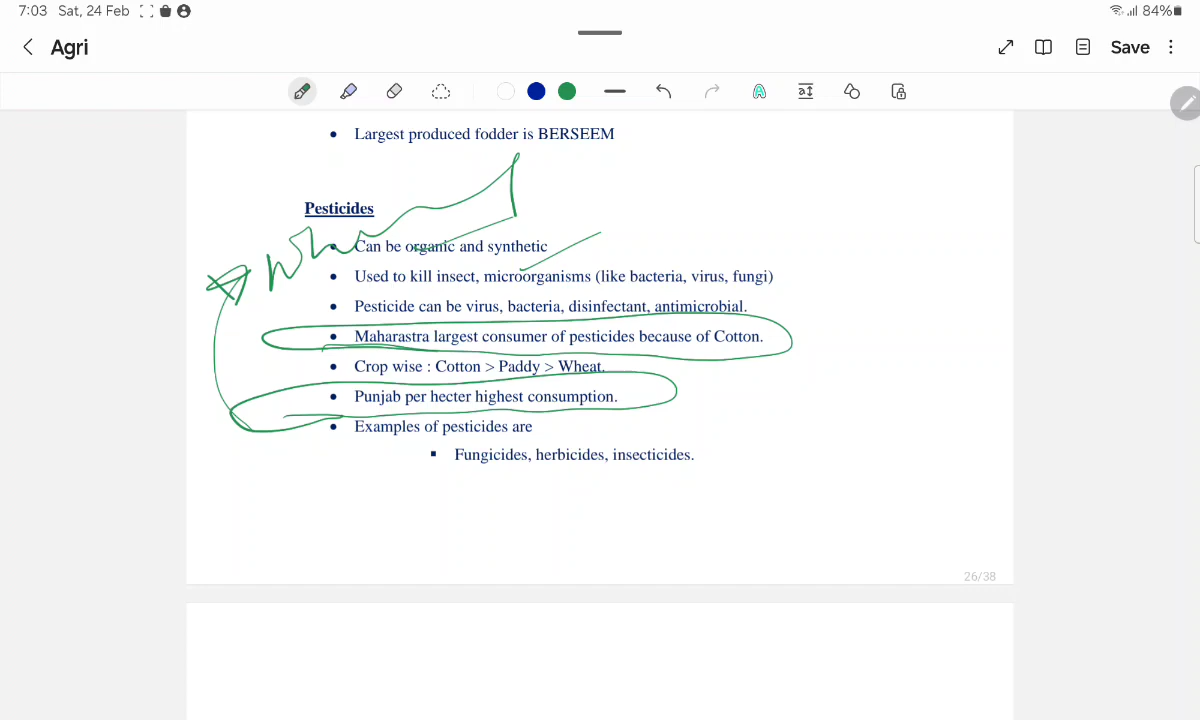 7:03 Sat, 24 Feb 84%
Agri Save
Largest produced fodder is BERSEEM
Pesticides
• Can be organic and synthetic
• Used to kill insect, microorganisms (like bacteria, virus, fungi)
• Pesticide can be virus, bacteria, disinfectant, antimicrobial.
• Maharastra largest consumer of pesticides because of Cotton.
• Crop wise : Cotton > Paddy > Wheat.
• Punjab per hecter highest consumption.
• Examples of pesticides are
▪ Fungicides, herbicides, insecticides.
26/38